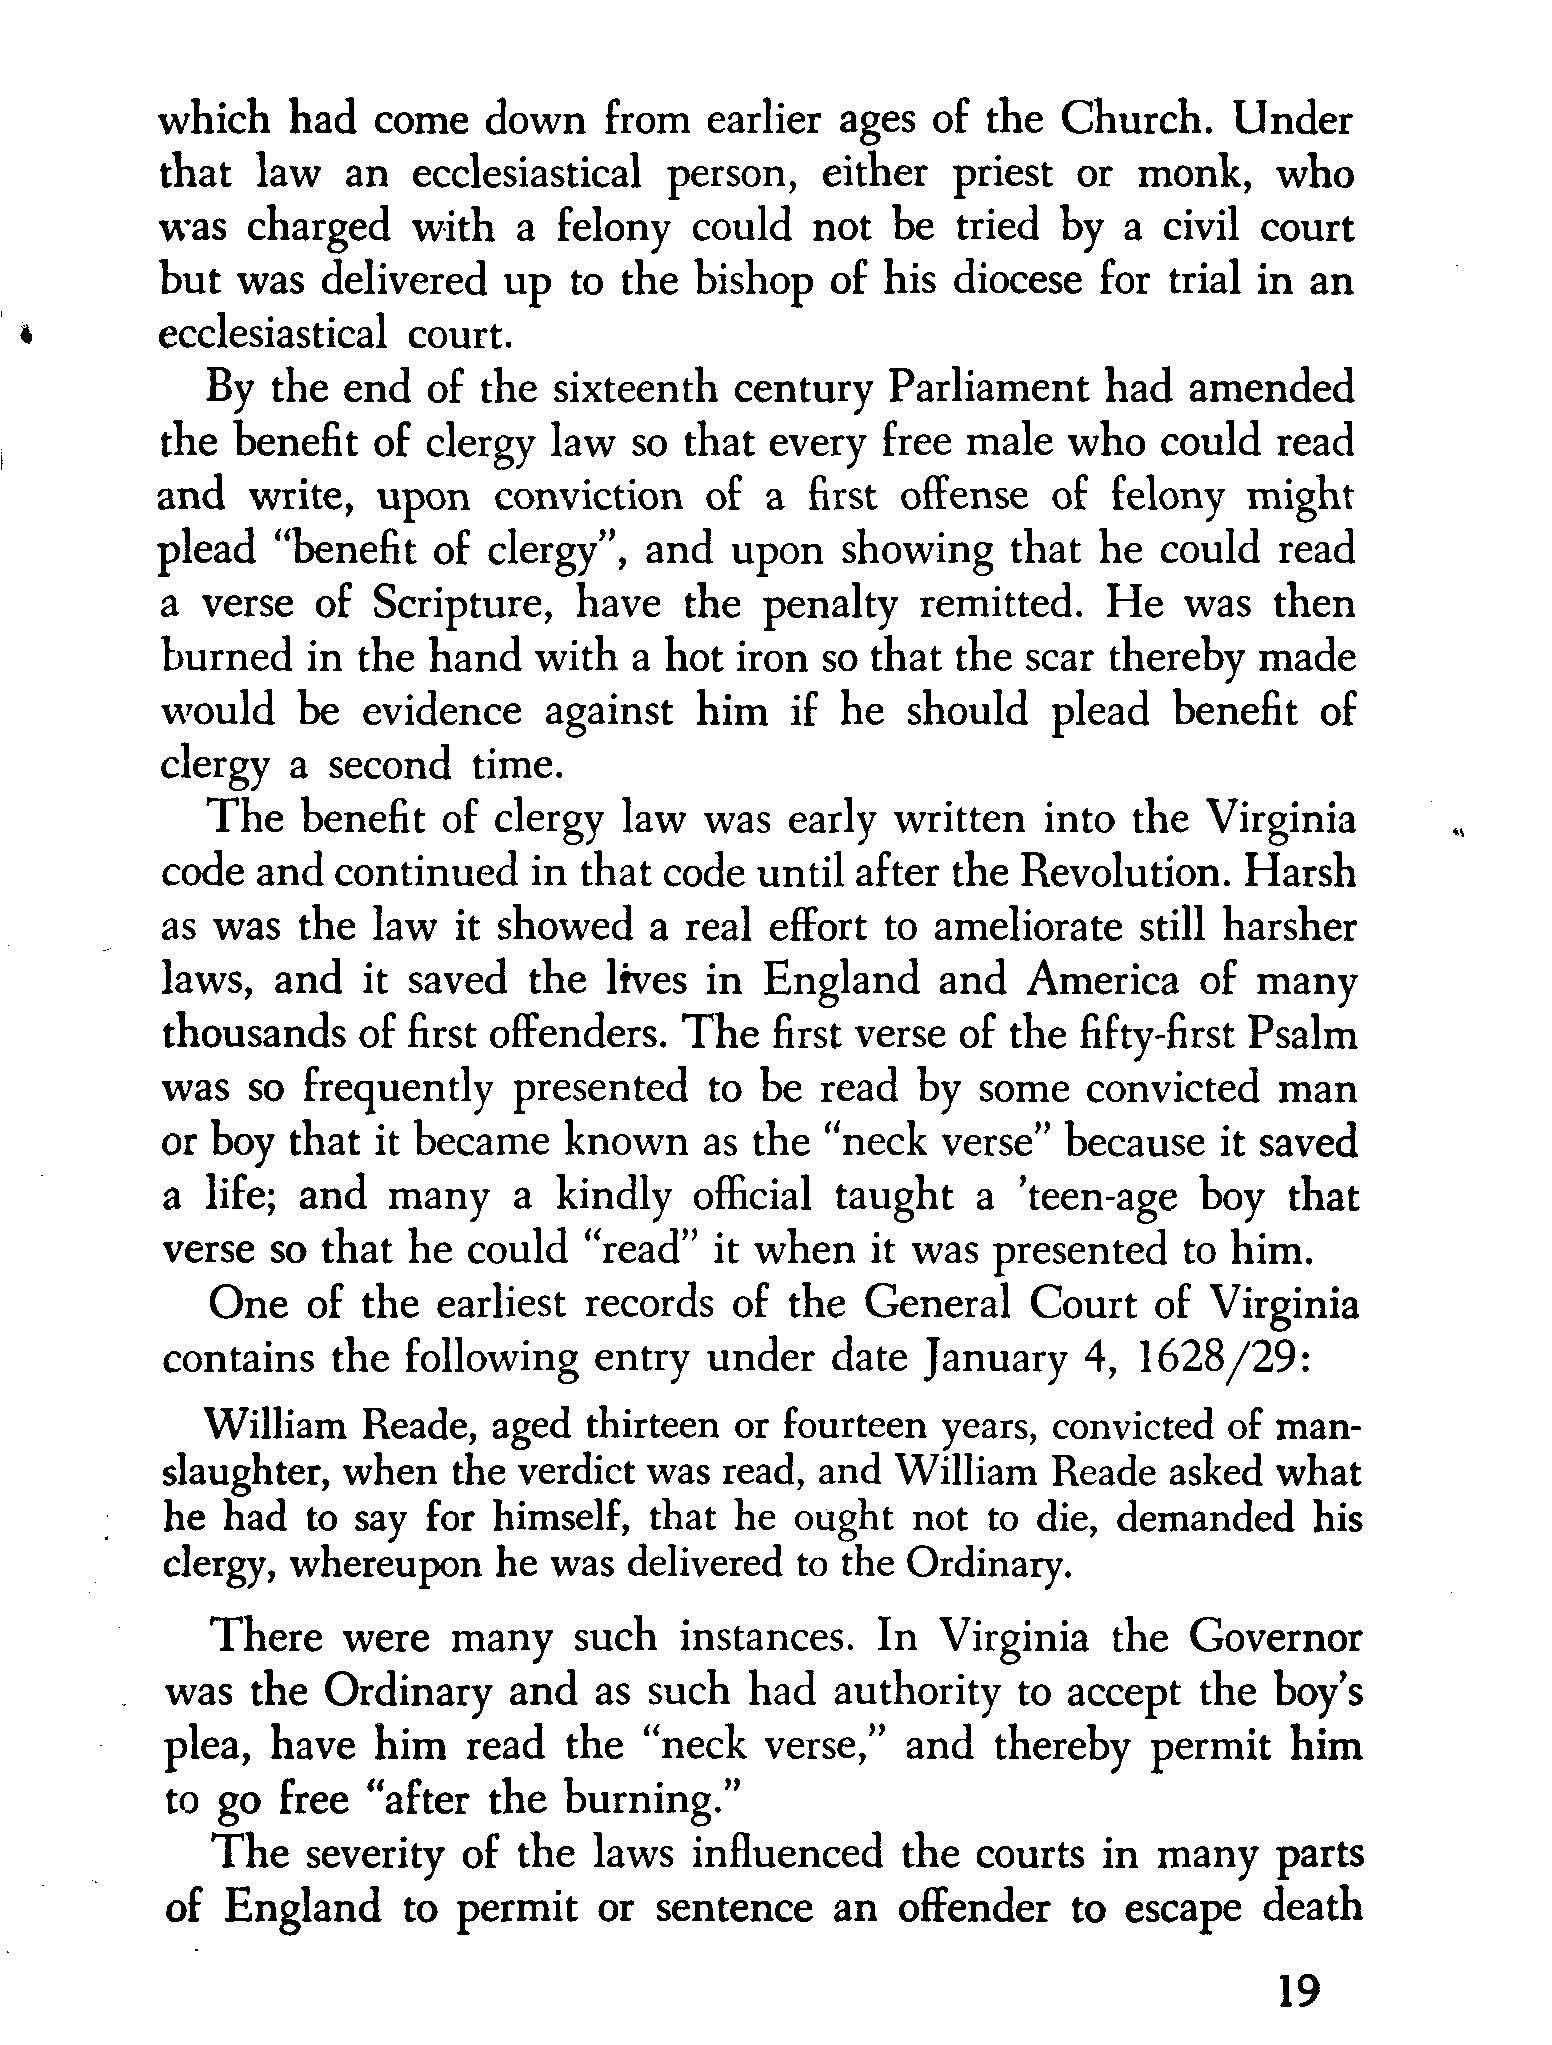 which had come down from earlier ages of the Church. Under
that law an ecclesiastical person, either priest or monk, who
was charged with a felony could not be tried by a civil court
but was delivered up to the bishop of his diocese for trial in an
ecclesiastical court.
By the end of the sixteenth century Parliament had amended
the benefit of clergy law so that every free male who could read
and write, upon conviction of a first offense of felony might
plead “benefit of clergy”, and upon showing that he could read
a verse of Scripture, have the penalty remitted. He was then
burned in the hand with a hot iron so that the scar thereby made
would be evidence against him if he should plead benefit of
clergy a second time.
The benefit of clergy law was early written into the Virginia
code and continued in that code until after the Revolution. Harsh
as was the law it showed a real effort to ameliorate still harsher
laws, and it saved the lives in England and America of many
thousands of first offenders. The first verse of the fifty-first Psalm
was so frequently presented to be read by some convicted man
or boy that it became known as the “neck verse” because it saved
a life; and many a kindly official taught a ’teen-age boy that
verse so that he could “read” it when it was presented to him.
One of the earliest records of the General Court of Virginia
contains the following entry under date January 4, 1628/29:
William Reade, aged thirteen or fourteen years, convicted of man-
slaughter, when the verdict was read, and William Reade asked what
he had to say for himself, that he ought not to die, demanded his
clergy, whereupon he was delivered to the Ordinary.
There were many such instances. In Virginia the Governor
was the Ordinary and as such had authority to accept the boy’s
plea, have him read the “neck verse,” and thereby permit him
to go free “after the burning.”
The severity of the laws influenced the courts in many parts
of England to permit or sentence an offender to escape death
19